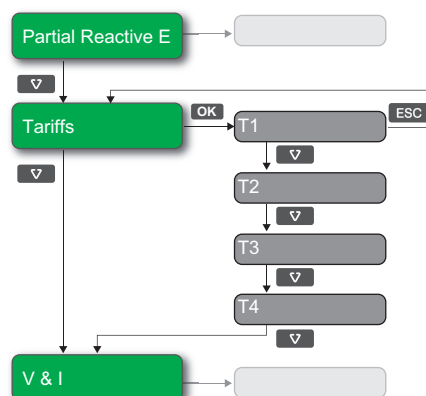 Partial Reactive E
Tariffs
OK
T1
ESC
T2
T3
T4
V & I